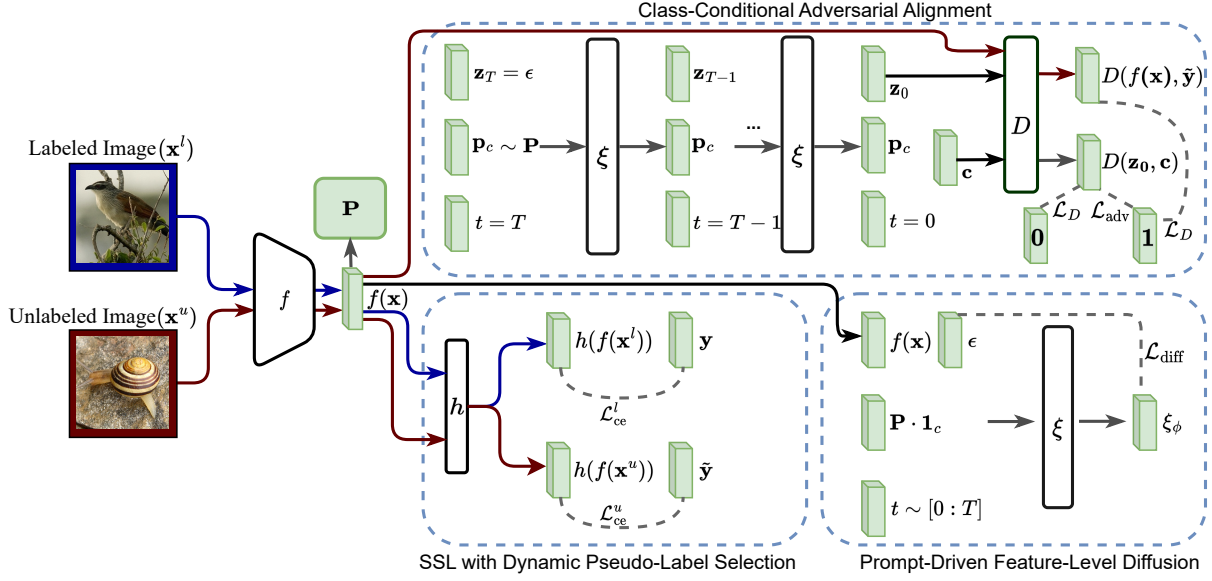 Class-Conditional Adversarial Alignment
z_T = ϵ
z_{T−1}
z_0
D(f(x), ỹ)
p_c ∼ P
ξ
p_c
...
ξ
p_c
c
D
D(z_0, c)
t = T
t = T − 1
t = 0
0
L_D
L_adv
1
L_D
Labeled Image(x^l)
P
f
f(x)
Unlabeled Image(x^u)
h
h(f(x^l))
y
L^l_ce
h(f(x^u))
ỹ
L^u_ce
SSL with Dynamic Pseudo-Label Selection
f(x)
ϵ
L_diff
P · 1_c
ξ
ξ_ϕ
t ∼ [0 : T]
Prompt-Driven Feature-Level Diffusion